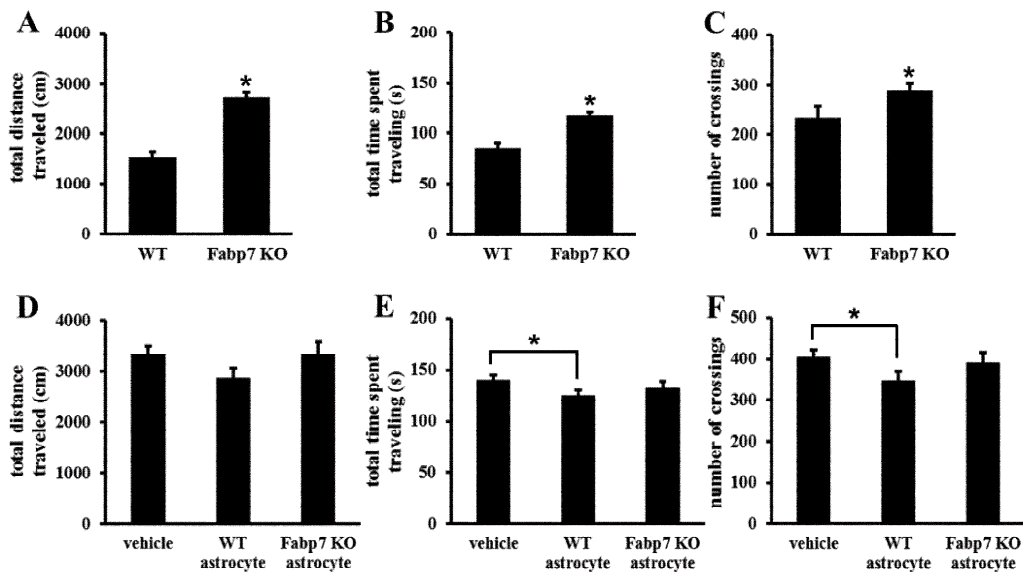 A
total distance
traveled (cm)
4000
3000
2000
1000
0
*
WT
Fabp7 KO
B
total time spent
traveling (s)
200
150
100
50
0
*
WT
Fabp7 KO
C
number of crossings
400
300
200
100
0
*
WT
Fabp7 KO
D
total distance
traveled (cm)
4000
3000
2000
1000
0
vehicle
WT
astrocyte
Fabp7 KO
astrocyte
E
total time spent
traveling (s)
200
150
100
50
0
*
vehicle
WT
astrocyte
Fabp7 KO
astrocyte
F
number of crossings
500
400
300
200
100
0
*
vehicle
WT
astrocyte
Fabp7 KO
astrocyte